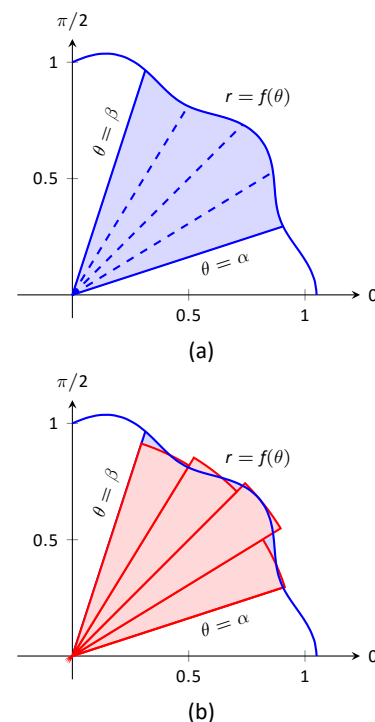 π/2
1
r = f(θ)
θ = β
0.5
θ = α
0
0.5
1
(a)
π/2
1
r = f(θ)
θ = β
0.5
θ = α
0
0.5
1
(b)